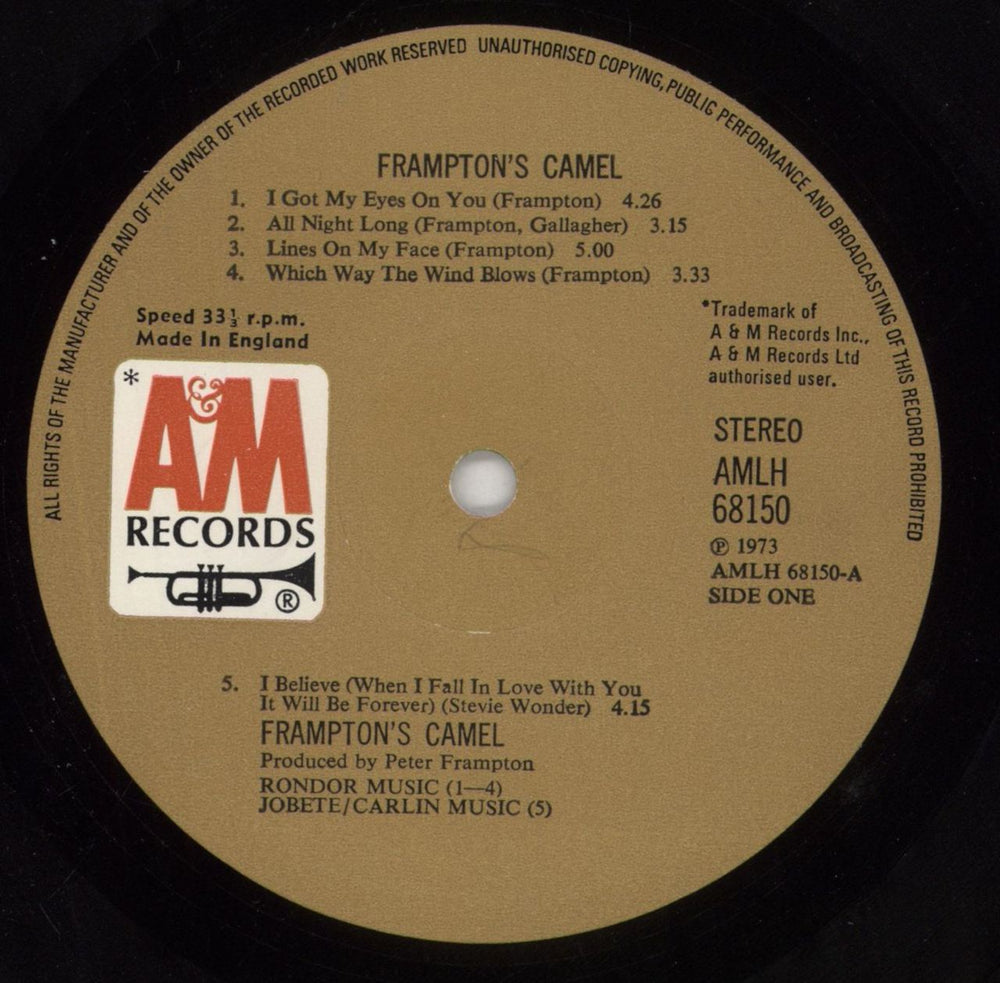 ALL RIGHTS OF THE MANUFACTURER AND OF THE OWNER OF THE RECORDED WORK RESERVED UNAUTHORISED COPYING, PUBLIC PERFORMANCE AND BROADCASTING OF THIS RECORD PROHIBITED
FRAMPTON'S CAMEL
1. I Got My Eyes On You (Frampton) 4.26
2. All Night Long (Frampton, Gallagher) 3.15
3. Lines On My Face (Frampton) 5.00
4. Which Way The Wind Blows (Frampton) 3.33
Speed 33⅓ r.p.m.
Made In England
*
A&M
RECORDS
®
*Trademark of
A & M Records Inc.,
A & M Records Ltd
authorised user.
STEREO
AMLH
68150
℗ 1973
AMLH 68150-A
SIDE ONE
5. I Believe (When I Fall In Love With You
It Will Be Forever) (Stevie Wonder) 4.15
FRAMPTON'S CAMEL
Produced by Peter Frampton
RONDOR MUSIC (1—4)
JOBETE/CARLIN MUSIC (5)